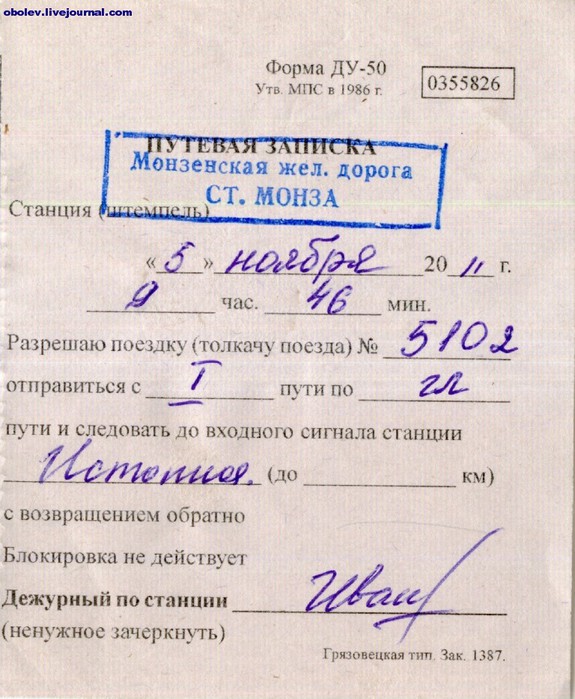 obolev.livejournal.com
Форма ДУ-50
Утв. МПС в 1986 г.
0355826
ПУТЕВАЯ ЗАПИСКА
Монзенская жел. дорога
СТ. МОНЗА
Станция (штемпель)
«5» ноября 2011 г.
9 час. 46 мин.
Разрешаю поездку (толкачу поезда) № 5102
отправиться с I пути по гл
пути и следовать до входного сигнала станции
Истопная. (до км)
с возвращением обратно
Блокировка не действует
Дежурный по станции Иван
(ненужное зачеркнуть)
Грязовецкая тип. Зак. 1387.